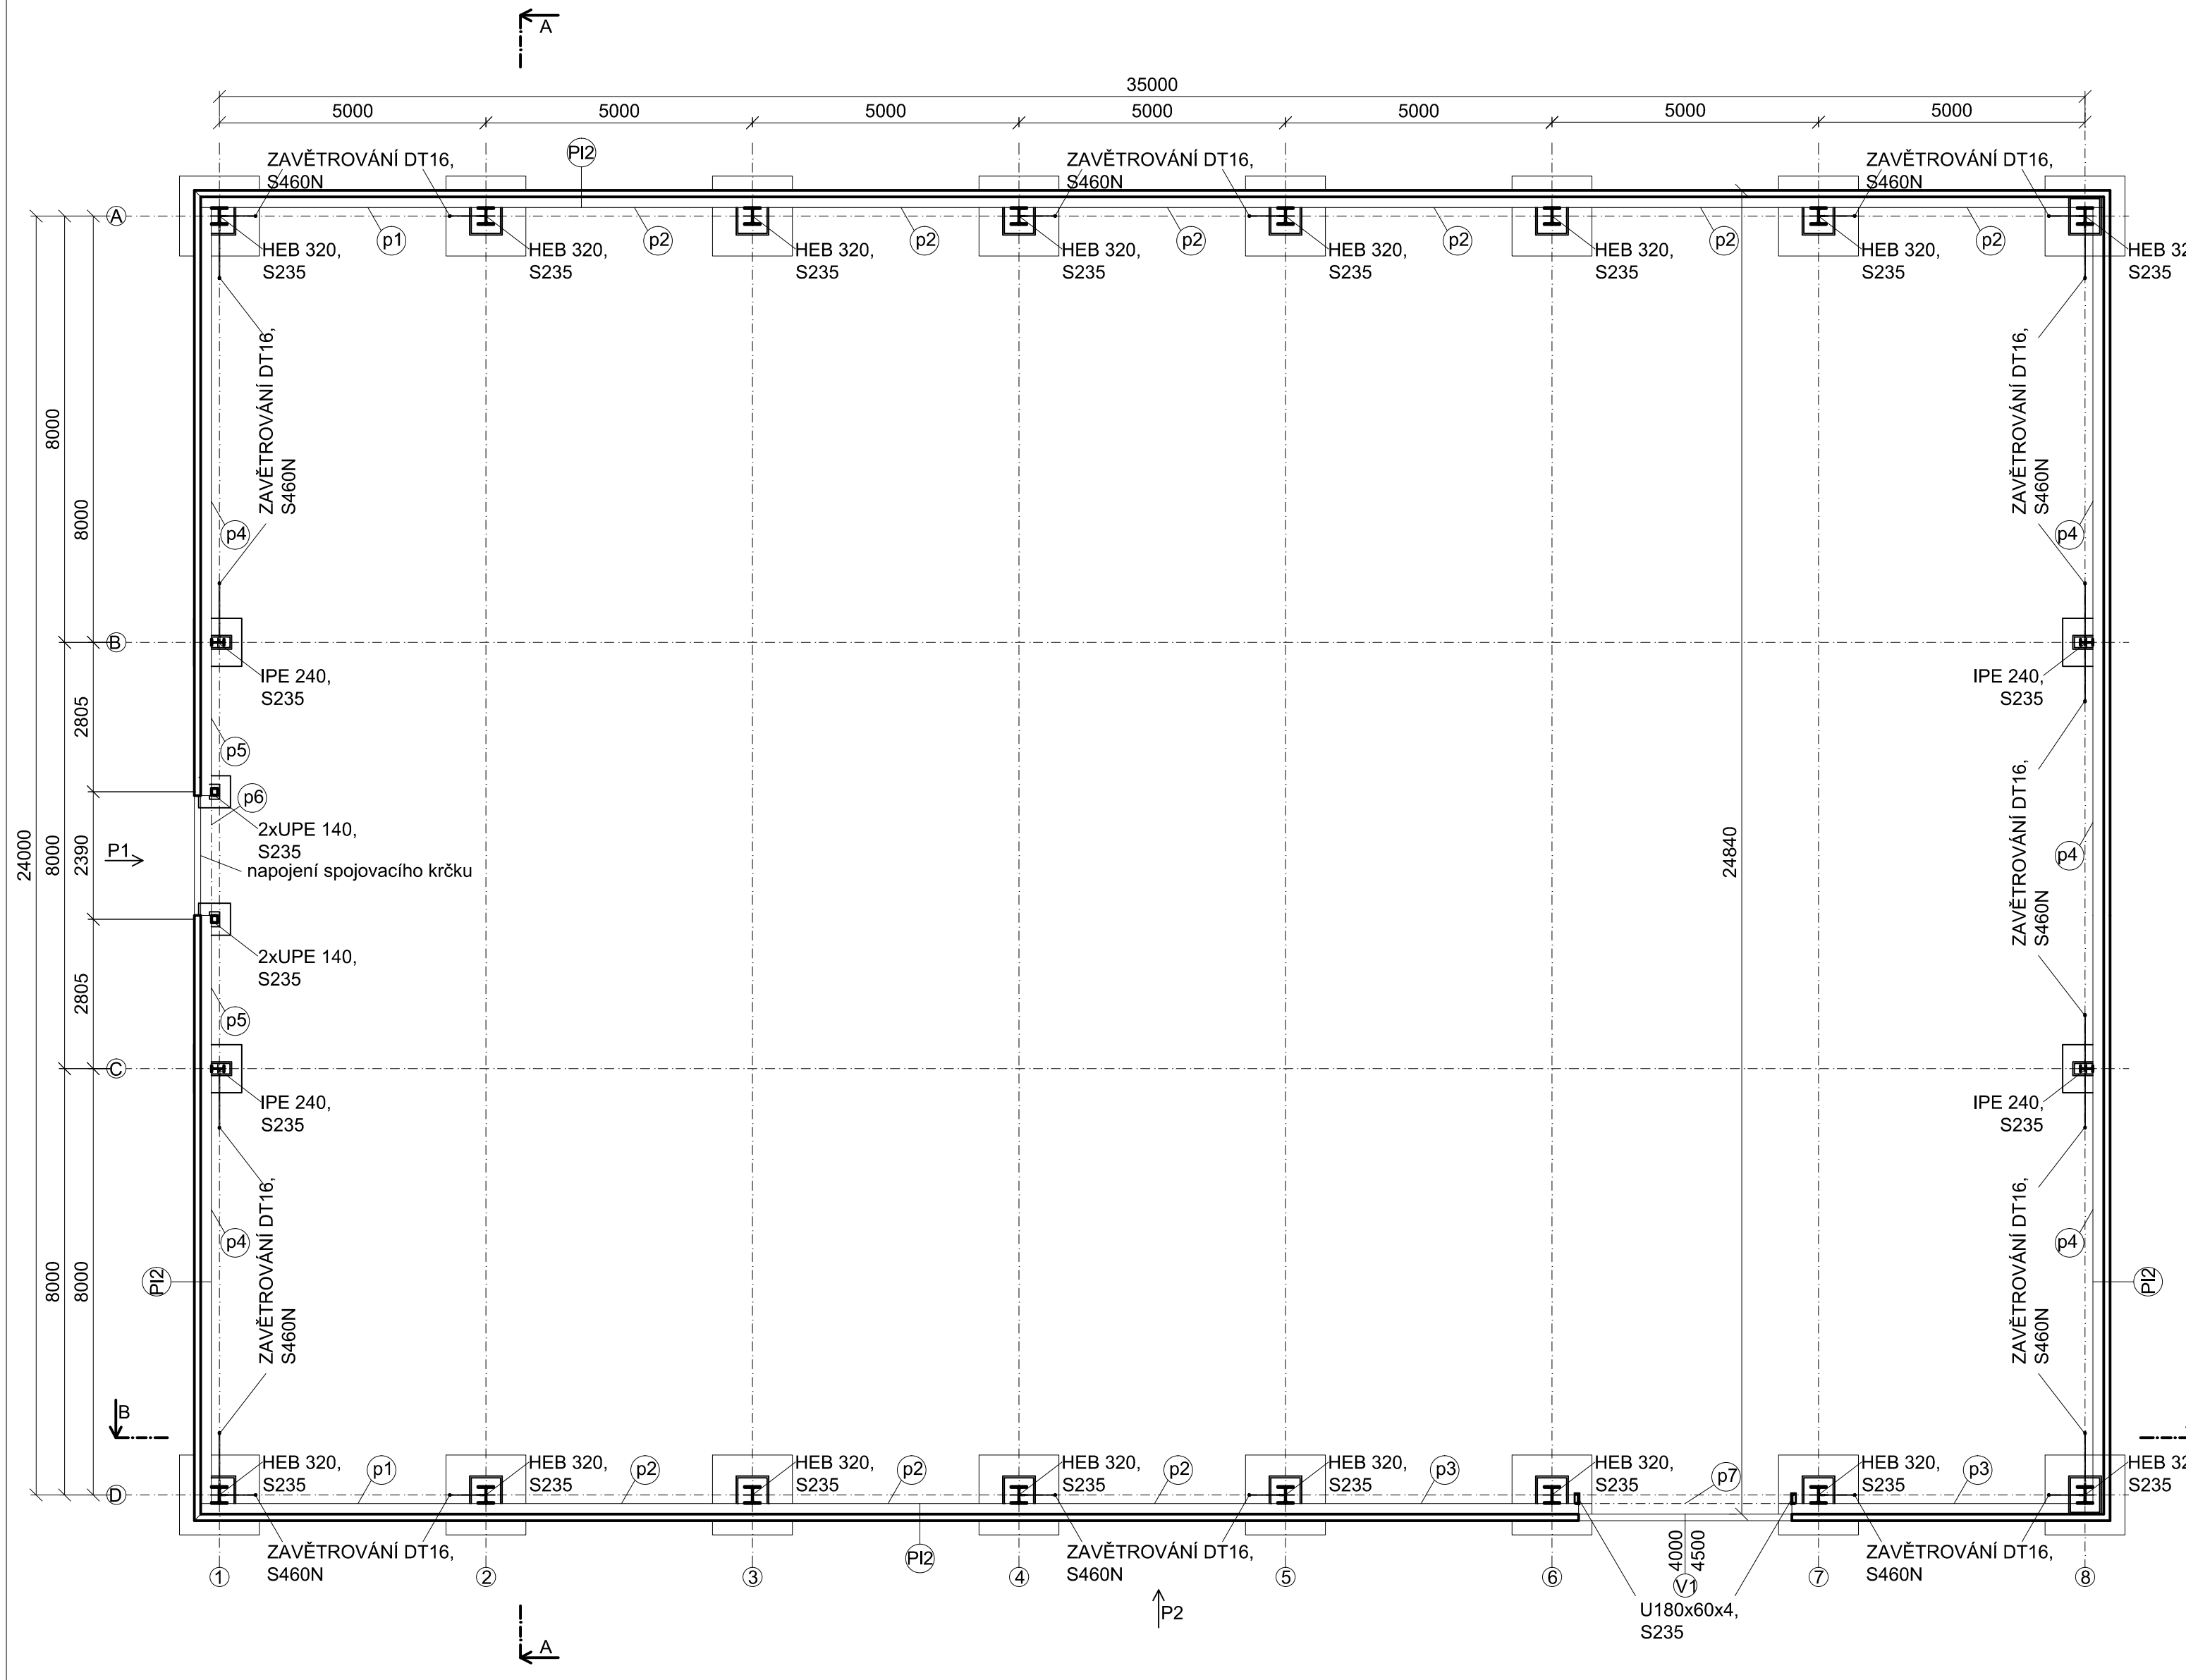 A
35000
5000 5000 5000 5000 5000 5000 5000
PI2
ZAVĚTROVÁNÍ DT16,
S460N
ZAVĚTROVÁNÍ DT16,
S460N
ZAVĚTROVÁNÍ DT16,
S460N
A
p1 p2 p2 p2 p2 p2 p2
HEB 320,
S235
HEB 320,
S235
HEB 320,
S235
HEB 320,
S235
HEB 320,
S235
HEB 320,
S235
HEB 320,
S235
HEB 32
S235
ZAVĚTROVÁNÍ DT16,
S460N
ZAVĚTROVÁNÍ DT16,
S460N
8000
8000
p4
p4
B
IPE 240,
S235
IPE 240,
S235
2805
p5
p6
2xUPE 140,
S235
napojení spojovacího krčku
P1
24000
8000
2390
24840
ZAVĚTROVÁNÍ DT16,
S460N
p4
2xUPE 140,
S235
2805
p5
C
IPE 240,
S235
IPE 240,
S235
ZAVĚTROVÁNÍ DT16,
S460N
ZAVĚTROVÁNÍ DT16,
S460N
p4
p4
8000
8000
PI2
PI2
B
HEB 320,
S235
HEB 320,
S235
HEB 320,
S235
HEB 320,
S235
HEB 320,
S235
HEB 320,
S235
HEB 320,
S235
HEB 32
S235
p1 p2 p2 p2 p3 p7 p3
D
ZAVĚTROVÁNÍ DT16,
S460N
ZAVĚTROVÁNÍ DT16,
S460N
ZAVĚTROVÁNÍ DT16,
S460N
PI2
4000
4500
V1
1 2 3 4 5 6 7 8
U180x60x4,
S235
P2
A